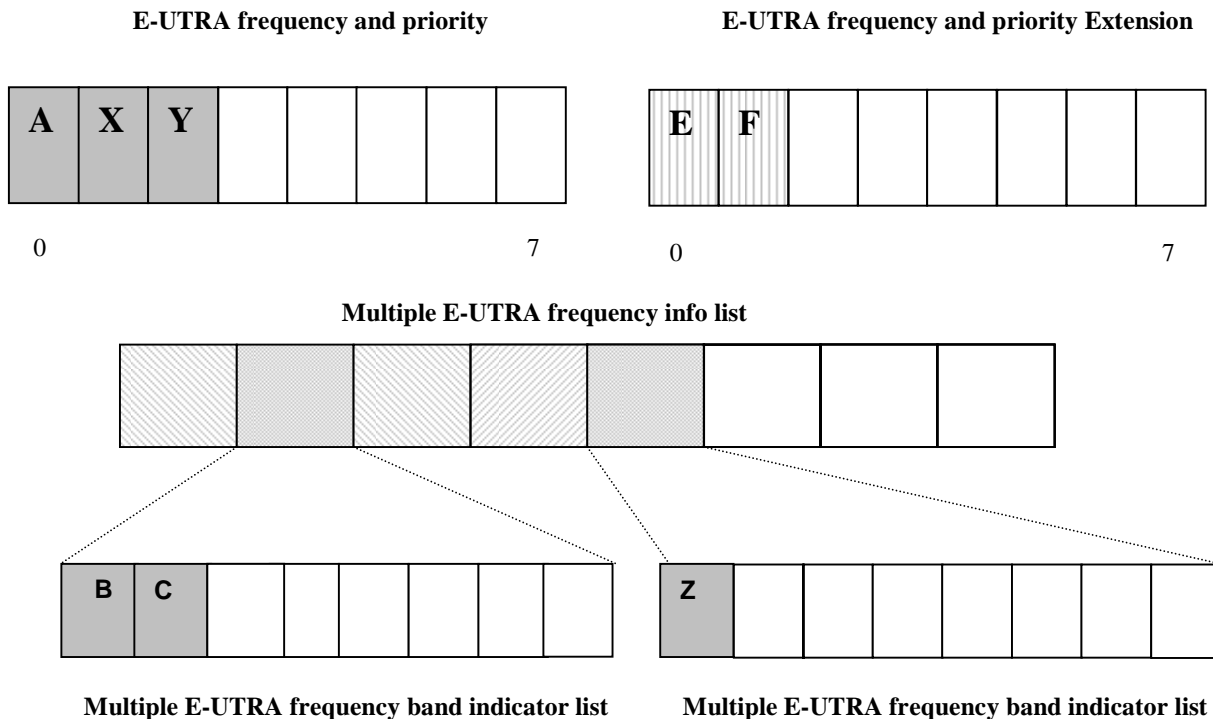 E-UTRA frequency and priority
E-UTRA frequency and priority Extension
A X Y
E F
0 7
0 7
Multiple E-UTRA frequency info list
B C
Z
Multiple E-UTRA frequency band indicator list
Multiple E-UTRA frequency band indicator list